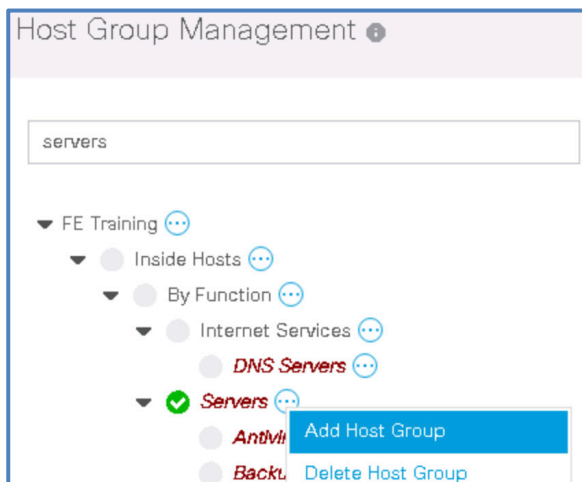 Host Group Management
servers
FE Training
Inside Hosts
By Function
Internet Services
DNS Servers
Servers
Add Host Group
Delete Host Group